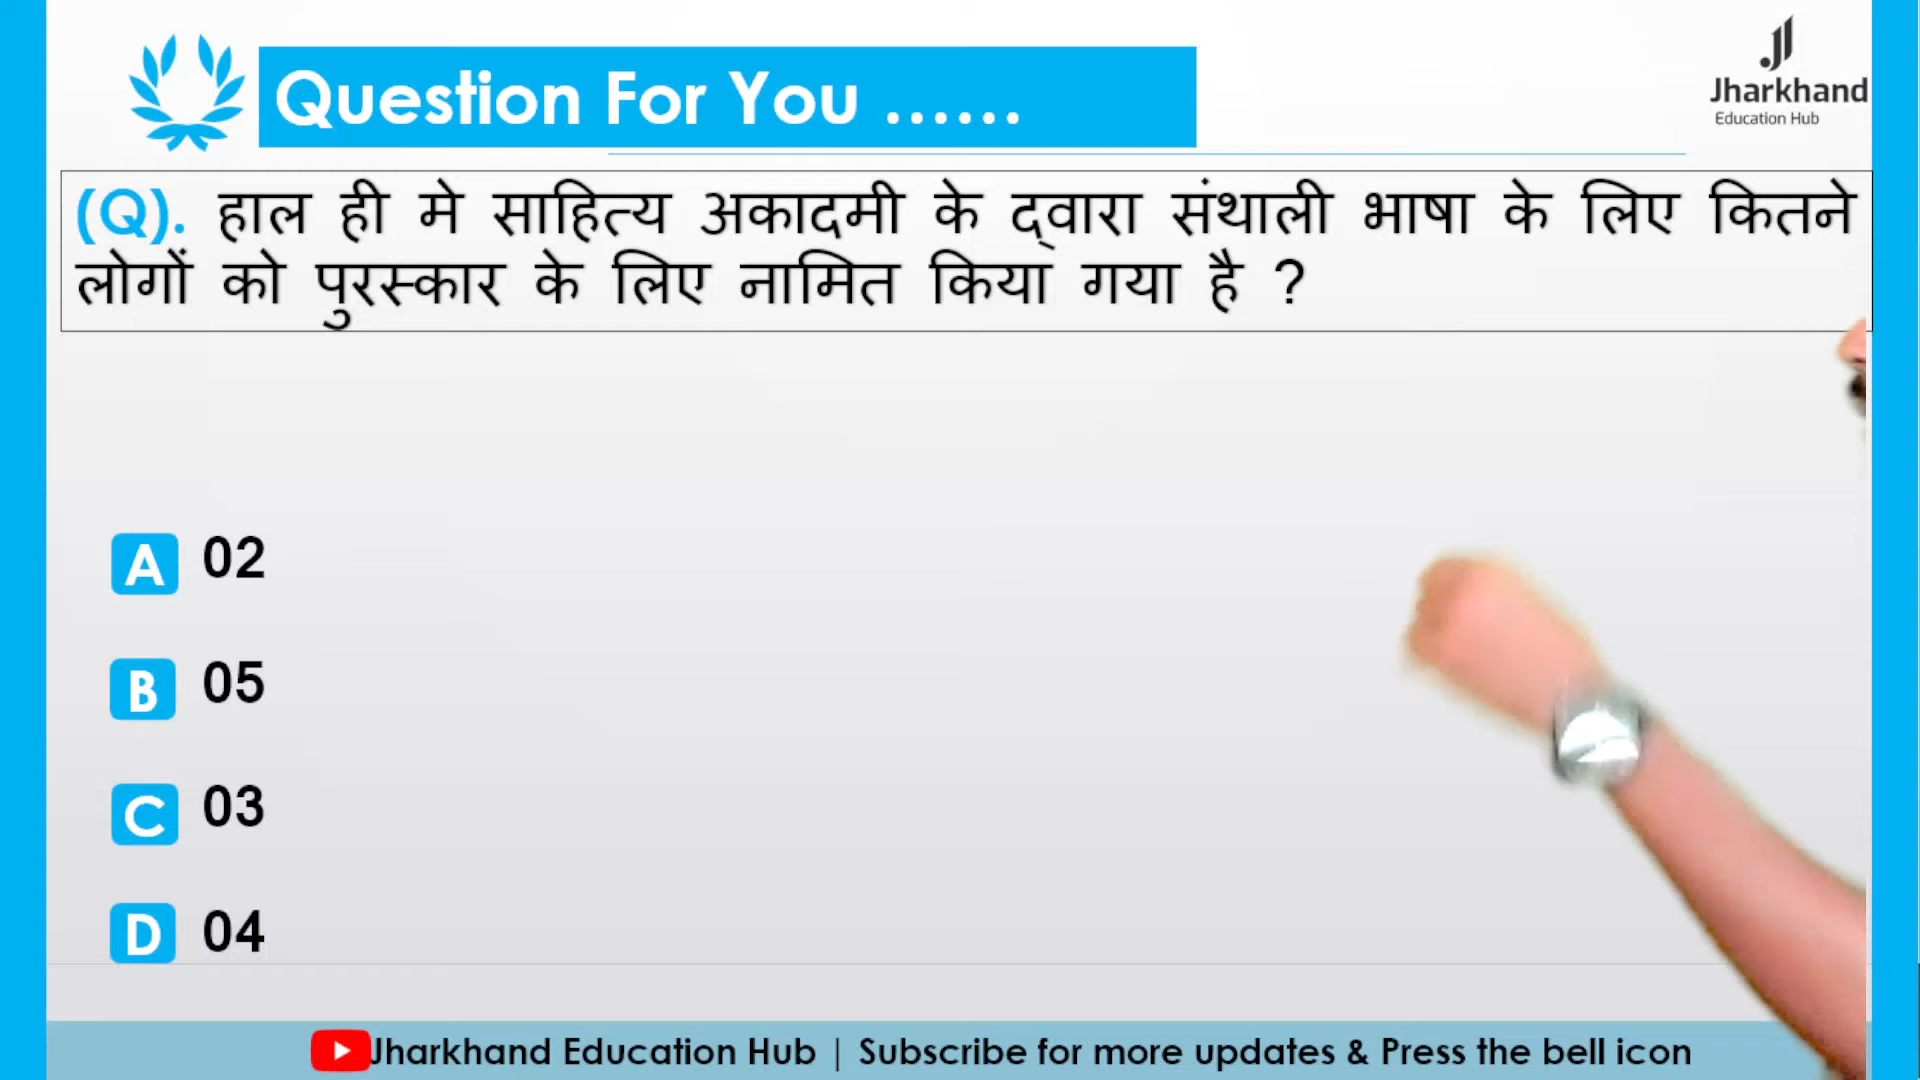 Question For You ......
Jharkhand
Education Hub
(Q). हाल ही मे साहित्य अकादमी के द्वारा संथाली भाषा के लिए कितने
लोगों को पुरस्कार के लिए नामित किया गया है ?
A 02
B 05
C 03
D 04
Jharkhand Education Hub | Subscribe for more updates & Press the bell icon